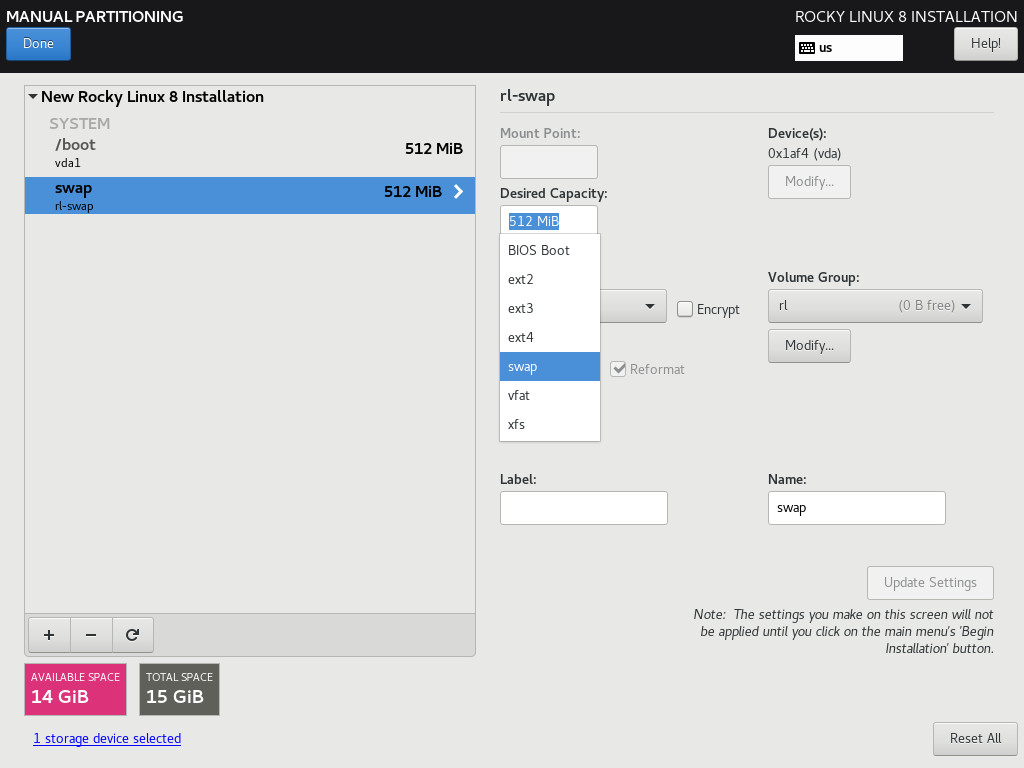 MANUAL PARTITIONING
ROCKY LINUX 8 INSTALLATION
Done
us
Help!
New Rocky Linux 8 Installation
SYSTEM
/boot
512 MiB
vda1
swap
512 MiB
rl-swap
+
−
AVAILABLE SPACE
14 GiB
TOTAL SPACE
15 GiB
1 storage device selected
rl-swap
Mount Point:
Device(s):
0x1af4 (vda)
Modify...
Desired Capacity:
512 MiB
BIOS Boot
ext2
ext3
ext4
swap
vfat
xfs
Encrypt
Reformat
Volume Group:
rl (0 B free)
Modify...
Label:
Name:
swap
Update Settings
Note: The settings you make on this screen will not
be applied until you click on the main menu's 'Begin
Installation' button.
Reset All